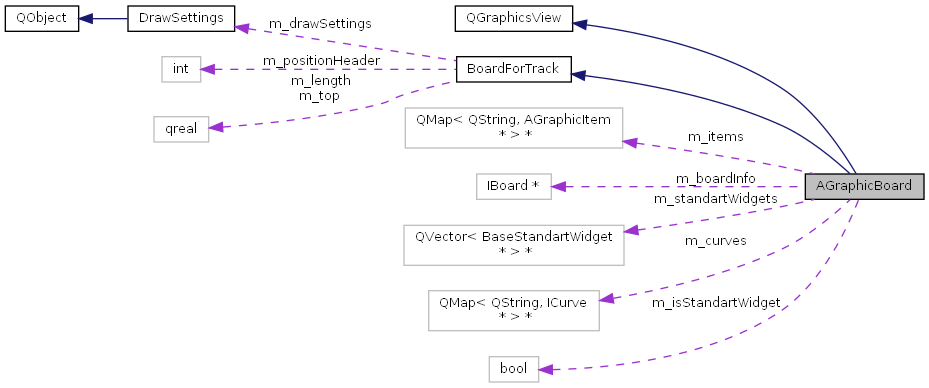 QObject
DrawSettings
m_drawSettings
QGraphicsView
int
m_positionHeader
BoardForTrack
m_length
m_top
qreal
QMap< QString, AGraphicItem
* > *
m_items
AGraphicBoard
IBoard *
m_boardInfo
m_standartWidgets
QVector< BaseStandartWidget
* > *
m_curves
QMap< QString, ICurve
* > *
m_isStandartWidget
bool